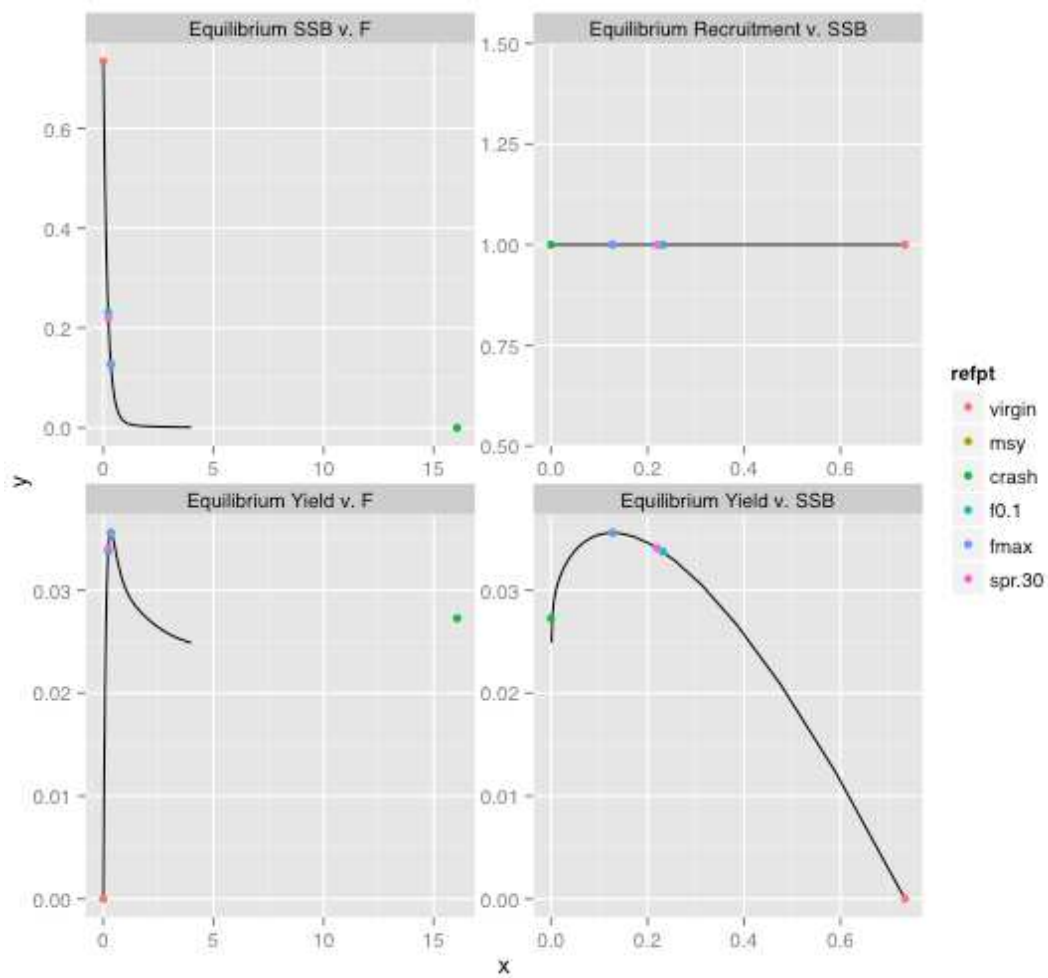 Equilibrium SSB v. F
Equilibrium Recruitment v. SSB
0.6
0.4
0.2
0.0
0 5 10 15
1.50
1.25
1.00
0.75
0.50
0.0 0.2 0.4 0.6
y
Equilibrium Yield v. F
Equilibrium Yield v. SSB
0.03
0.02
0.01
0.00
0 5 10 15
0.03
0.02
0.01
0.00
0.0 0.2 0.4 0.6
x
refpt
virgin
msy
crash
f0.1
fmax
spr.30